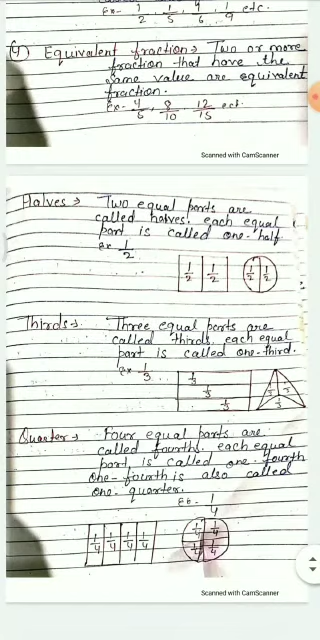 Ex- 1/2, 1/5, 4/6, 1/9 etc.
(4) Equivalent fraction → Two or more
fraction that have the
same value are equivalent
fraction.
Ex- 4/5, 8/10, 12/15 ect.
Scanned with CamScanner
Halves → Two equal parts are
called halves. each equal
part is called one-half
ex 1/2
1/2 1/2 1/2 1/2
Thirds → Three equal parts are
called thirds. each equal
part is called one-third.
Ex 1/3
1/3
1/3
1/3
1/3 1/3
1/3
Quarter → Four equal parts are
called fourths. each equal
part, is called one fourth
one-fourth is also called
one-quarter.
Ex- 1/4
1/4 1/4 1/4 1/4 1/4 1/4
1/4 1/4
Scanned with CamScanner